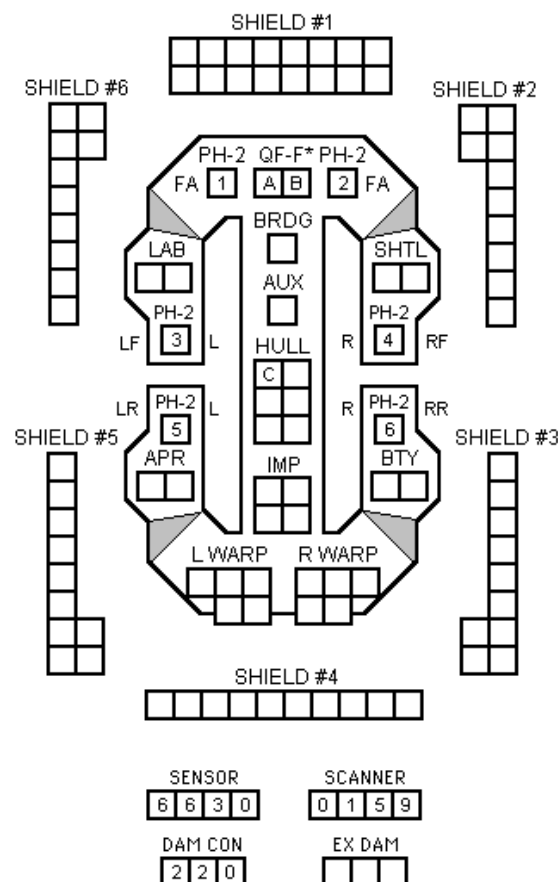 SHIELD #1
SHIELD #6
SHIELD #2
PH-2 QF-F* PH-2
FA 1 A B 2 FA
BRDG
LAB
SHTL
AUX
PH-2
PH-2
LF 3 L
R 4 RF
HULL
C
LR PH-2 L
R PH-2 RR
5
6
SHIELD #5
SHIELD #3
APR
IMP
BTY
L WARP R WARP
SHIELD #4
SENSOR
SCANNER
6 6 3 0
0 1 5 9
DAM CON
EX DAM
2 2 0